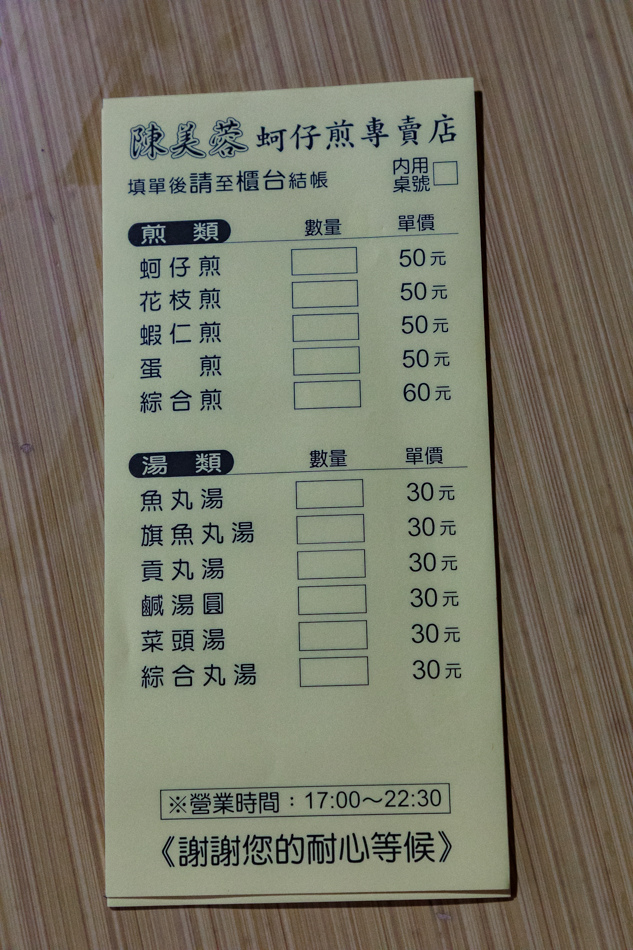 陳美蓉 蚵仔煎專賣店
填單後請至櫃台結帳 內用桌號
煎類 數量 單價
蚵仔煎 50元
花枝煎 50元
蝦仁煎 50元
蛋煎 50元
綜合煎 60元
湯類 數量 單價
魚丸湯 30元
旗魚丸湯 30元
貢丸湯 30元
鹹湯圓 30元
菜頭湯 30元
綜合丸湯 30元
※營業時間：17:00～22:30
《謝謝您的耐心等候》